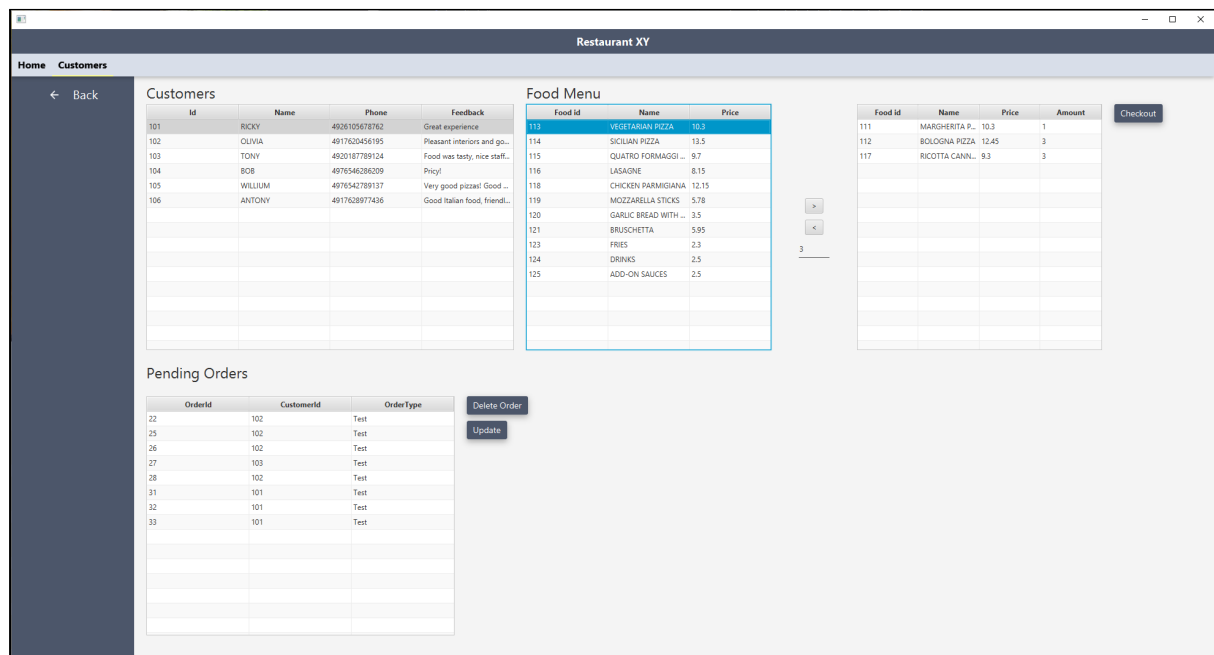 Restaurant XY
Home Customers
← Back
Customers
Id Name Phone Feedback
101 RICKY 4926105678762 Great experience
102 OLIVIA 4917620456195 Pleasant interiors and go...
103 TONY 4920187789124 Food was tasty, nice staff...
104 BOB 4976546286209 Pricy!
105 WILLIUM 4976542789137 Very good pizzas! Good ...
106 ANTONY 4917628977436 Good Italian food, friendl...
Food Menu
Food id Name Price
113 VEGETARIAN PIZZA 10.3
114 SICILIAN PIZZA 13.5
115 QUATRO FORMAGGI ... 9.7
116 LASAGNE 8.15
118 CHICKEN PARMIGIANA 12.15
119 MOZZARELLA STICKS 5.78
120 GARLIC BREAD WITH ... 3.5
121 BRUSCHETTA 5.95
123 FRIES 2.3
124 DRINKS 2.5
125 ADD-ON SAUCES 2.5
>
<
3
Food id Name Price Amount
111 MARGHERITA P... 10.3 1
112 BOLOGNA PIZZA 12.45 3
117 RICOTTA CANN... 9.3 3
Checkout
Pending Orders
OrderId CustomerId OrderType
22 102 Test
25 102 Test
26 102 Test
27 103 Test
28 102 Test
31 101 Test
32 101 Test
33 101 Test
Delete Order
Update